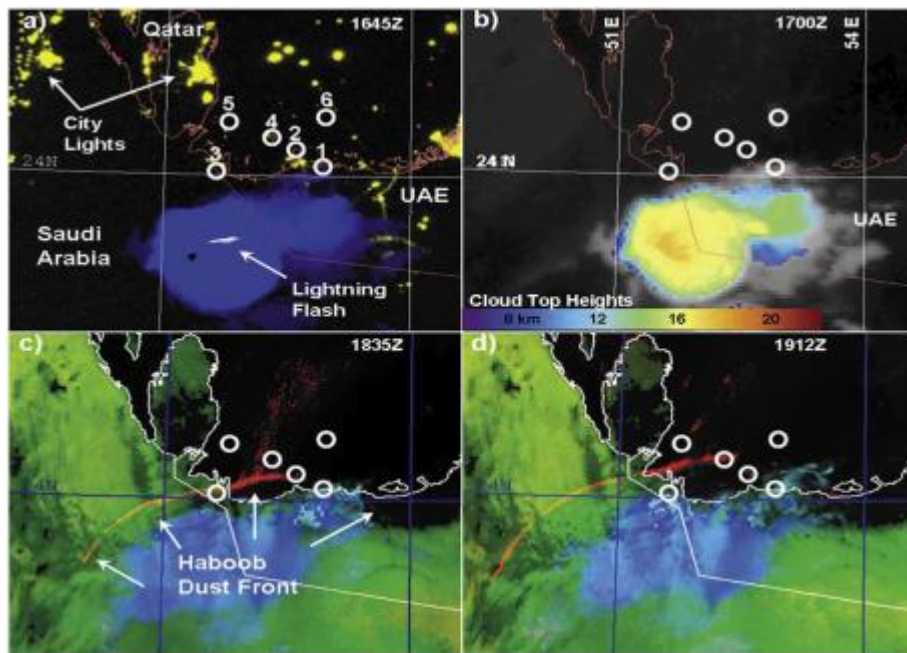 a)
Qatar
1645Z
City
Lights
5
6
4
2
3
1
24 N
UAE
Saudi
Arabia
Lightning
Flash
b)
51 E
1700Z
54 E
24 N
UAE
Cloud Top Heights
8 km 12 16 20
c)
1835Z
Haboob
Dust Front
d)
1912Z